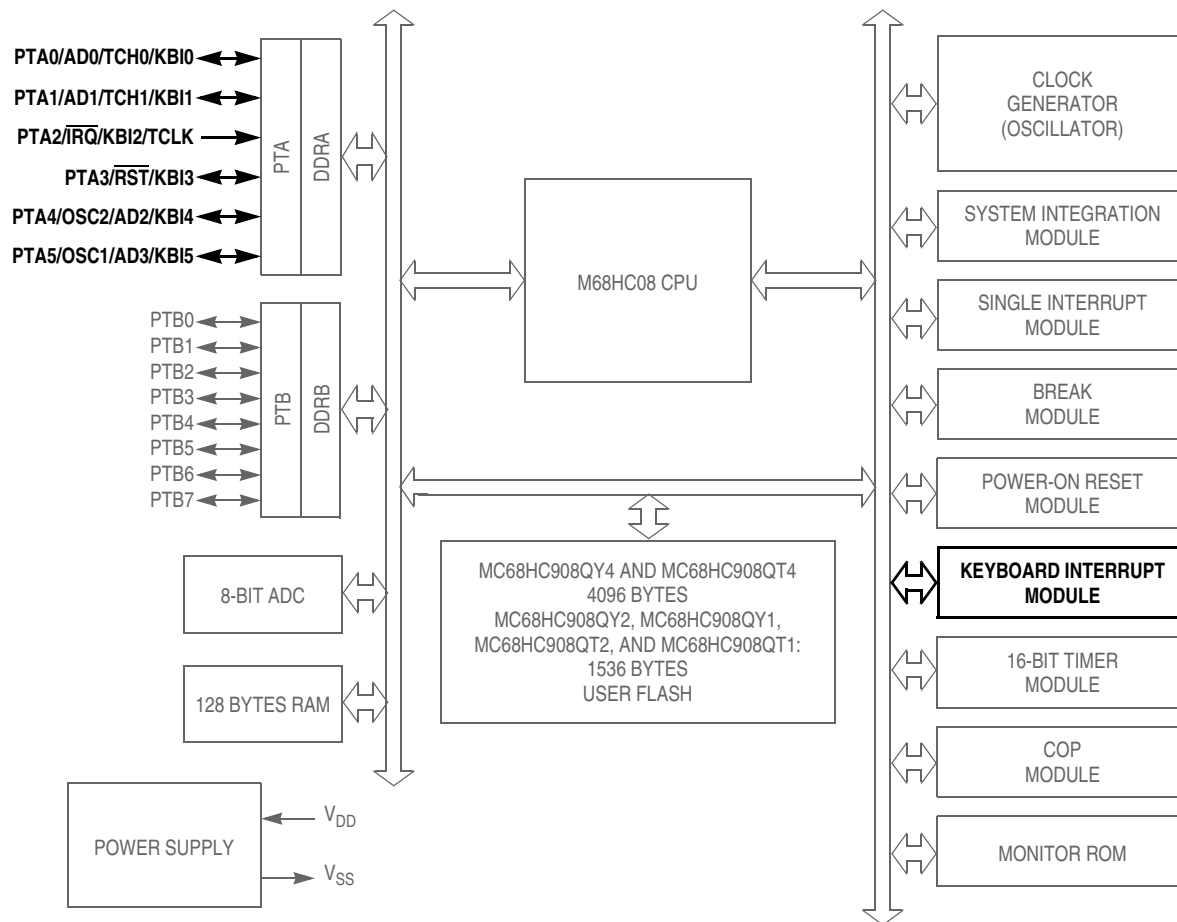 PTA0/AD0/TCH0/KBI0
PTA1/AD1/TCH1/KBI1
PTA2/I̅R̅Q̅/KBI2/TCLK
PTA3/R̅S̅T̅/KBI3
PTA4/OSC2/AD2/KBI4
PTA5/OSC1/AD3/KBI5
PTA
DDRA
PTB0
PTB1
PTB2
PTB3
PTB4
PTB5
PTB6
PTB7
PTB
DDRB
8-BIT ADC
128 BYTES RAM
POWER SUPPLY
V_DD
V_SS
M68HC08 CPU
MC68HC908QY4 AND MC68HC908QT4
4096 BYTES
MC68HC908QY2, MC68HC908QY1,
MC68HC908QT2, AND MC68HC908QT1:
1536 BYTES
USER FLASH
CLOCK
GENERATOR
(OSCILLATOR)
SYSTEM INTEGRATION
MODULE
SINGLE INTERRUPT
MODULE
BREAK
MODULE
POWER-ON RESET
MODULE
KEYBOARD INTERRUPT
MODULE
16-BIT TIMER
MODULE
COP
MODULE
MONITOR ROM